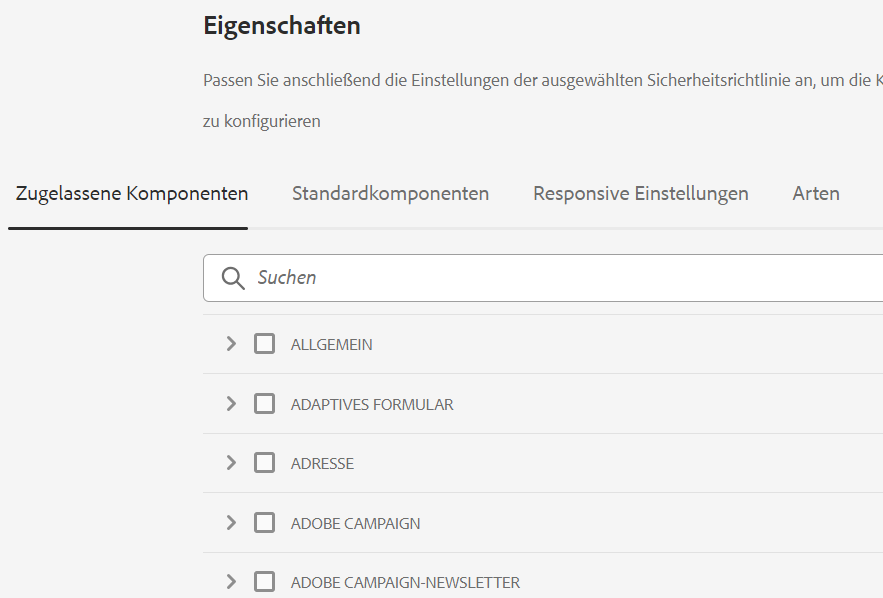 Eigenschaften
Passen Sie anschließend die Einstellungen der ausgewählten Sicherheitsrichtlinie an, um die
zu konfigurieren
Zugelassene Komponenten Standardkomponenten Responsive Einstellungen Arten
Suchen
ALLGEMEIN
ADAPTIVES FORMULAR
ADRESSE
ADOBE CAMPAIGN
ADOBE CAMPAIGN-NEWSLETTER